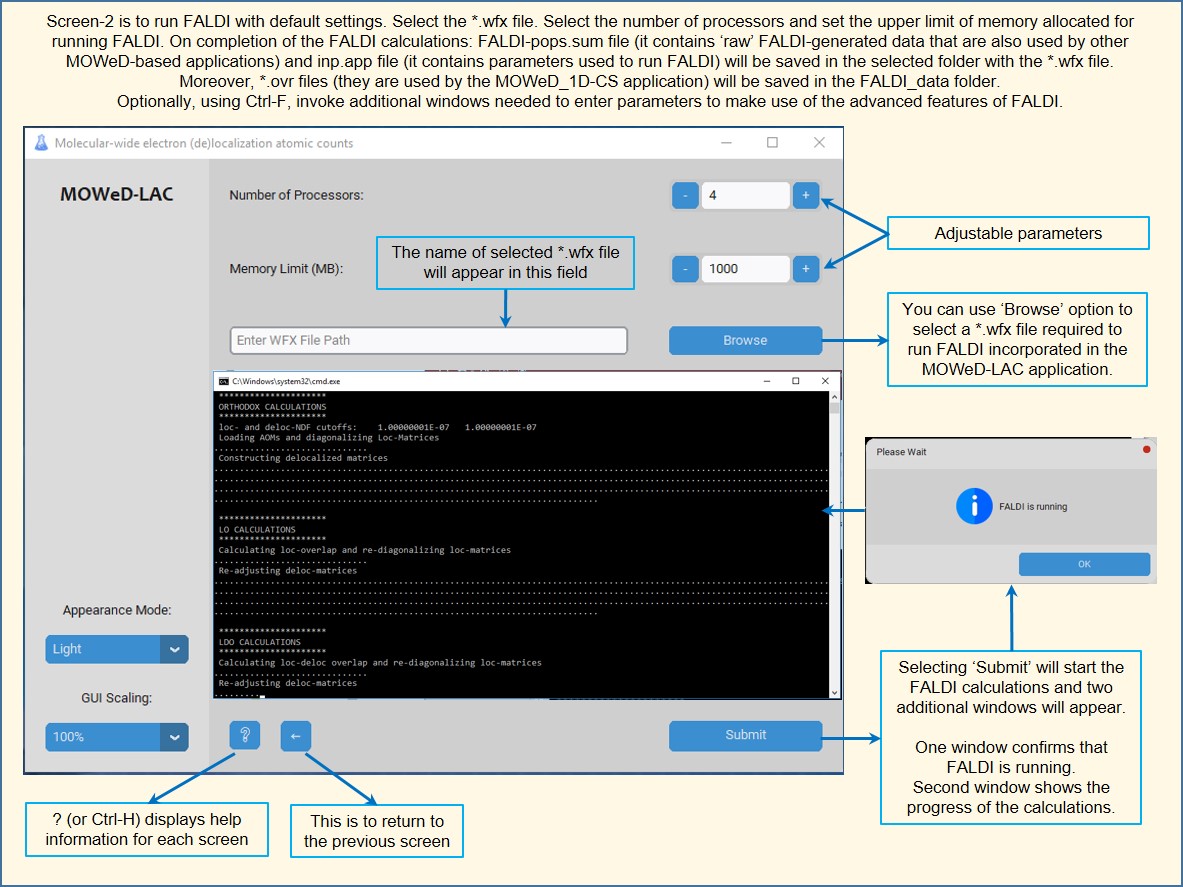 Screen-2 is to run FALDI with default settings. Select the *.wfx file. Select the number of processors and set the upper limit of memory allocated for
running FALDI. On completion of the FALDI calculations: FALDI-pops.sum file (it contains ‘raw’ FALDI-generated data that are also used by other
MOWeD-based applications) and inp.app file (it contains parameters used to run FALDI) will be saved in the selected folder with the *.wfx file.
Moreover, *.ovr files (they are used by the MOWeD_1D-CS application) will be saved in the FALDI_data folder.
Optionally, using Ctrl-F, invoke additional windows needed to enter parameters to make use of the advanced features of FALDI.
Molecular-wide electron (de)localization atomic counts
MOWeD-LAC
Number of Processors:
-
4
+
Adjustable parameters
The name of selected *.wfx file
will appear in this field
Memory Limit (MB):
-
1000
+
You can use ‘Browse’ option to
select a *.wfx file required to
run FALDI incorporated in the
MOWeD-LAC application.
Enter WFX File Path
Browse
C:\Windows\system32\cmd.exe
*********************
ORTHODOX CALCULATIONS
*********************
loc- and deloc-NDF cutoffs: 1.00000001E-07 1.00000001E-07
Loading AOMs and diagonalizing Loc-Matrices
Constructing delocalized matrices
*********************
LO CALCULATIONS
*********************
Calculating loc-overlap and re-diagonalizing loc-matrices
Re-adjusting deloc-matrices
*********************
LDO CALCULATIONS
*********************
Calculating loc-deloc overlap and re-diagonalizing loc-matrices
Re-adjusting deloc-matrices
Please Wait
i
FALDI is running
OK
Appearance Mode:
Light
GUI Scaling:
100%
?
←
Submit
Selecting ‘Submit’ will start the
FALDI calculations and two
additional windows will appear.
One window confirms that
FALDI is running.
Second window shows the
progress of the calculations.
? (or Ctrl-H) displays help
information for each screen
This is to return to
the previous screen